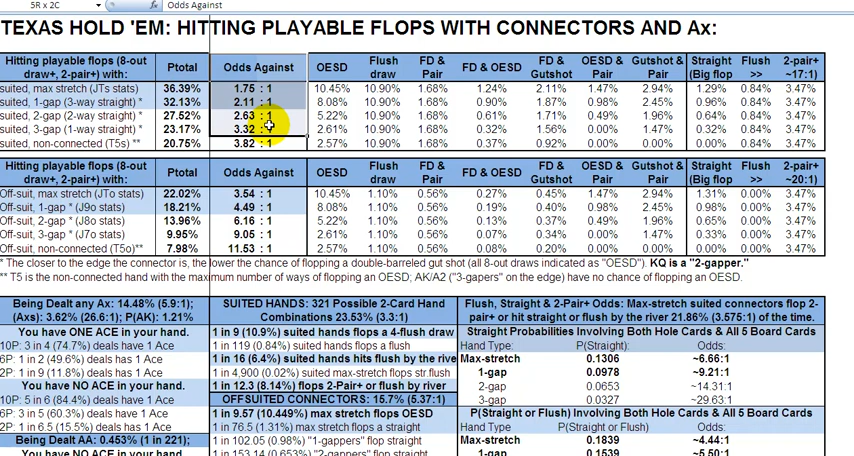 5R x 2C fx Odds Against
TEXAS HOLD 'EM: HITTING PLAYABLE FLOPS WITH CONNECTORS AND Ax:
Hitting playable flops (8-out draw+, 2-pair+) with: Ptotal Odds Against OESD Flush draw FD & Pair FD & OESD FD & Gutshot OESD & Pair Gutshot & Pair Straight (Big flop Flush >> 2-pair+ ~17:1)
suited, max stretch (JTs stats) 36.39% 1.75 : 1 10.45% 10.90% 1.68% 1.24% 2.11% 1.47% 2.94% 1.29% 0.84% 3.47%
suited, 1-gap (3-way straight) * 32.13% 2.11 : 1 8.08% 10.90% 1.68% 0.90% 1.87% 0.98% 2.45% 0.96% 0.84% 3.47%
suited, 2-gap (2-way straight) * 27.52% 2.63 : 1 5.22% 10.90% 1.68% 0.61% 1.71% 0.49% 1.96% 0.64% 0.84% 3.47%
suited, 3-gap (1-way straight) * 23.17% 3.32 : 1 2.61% 10.90% 1.68% 0.32% 1.56% 0.00% 1.47% 0.32% 0.84% 3.47%
suited, non-connected (T5s) ** 20.75% 3.82 : 1 2.57% 10.90% 1.68% 0.37% 0.92% 0.00% 0.00% 0.00% 0.84% 3.47%
Hitting playable flops (8-out draw+, 2-pair+) with: Ptotal Odds Against OESD Flush draw FD & Pair FD & OESD FD & Gutshot OESD & Pair Gutshot & Pair Straight (Big flop Flush >> 2-pair+ ~20:1)
Off-suit, max stretch (JTo stats) 22.02% 3.54 : 1 10.45% 1.10% 0.56% 0.27% 0.45% 1.47% 2.94% 1.31% 0.00% 3.47%
Off-suit, 1-gap * (J9o stats) 18.21% 4.49 : 1 8.08% 1.10% 0.56% 0.19% 0.40% 0.98% 2.45% 0.98% 0.00% 3.47%
Off-suit, 2-gap * (J8o stats) 13.96% 6.16 : 1 5.22% 1.10% 0.56% 0.13% 0.37% 0.49% 1.96% 0.65% 0.00% 3.47%
Off-suit, 3-gap * (J7o stats) 9.95% 9.05 : 1 2.61% 1.10% 0.56% 0.07% 0.34% 0.00% 1.47% 0.33% 0.00% 3.47%
Off-suit, non-connected (T5o)** 7.98% 11.53 : 1 2.57% 1.10% 0.56% 0.08% 0.20% 0.00% 0.00% 0.00% 0.00% 3.47%
* The closer to the edge the connector is, the lower the chance of flopping a double-barreled gut shot (all 8-out draws indicated as "OESD"). KQ is a "2-gapper."
** T5 is the non-connected hand with the maximum number of ways of flopping an OESD; AK/A2 ("3-gapers" on the edge) have no chance of flopping an OESD.
Being Dealt any Ax: 14.48% (5.9:1);
(Axs): 3.62% (26.6:1); P(AK): 1.21%
You have ONE ACE in your hand.
10P: 3 in 4 (74.7%) deals have 1 Ace
6P: 1 in 2 (49.6%) deals has 1 Ace
2P: 1 in 9 (11.8%) deals has 1 Ace
You have NO ACE in your hand.
10P: 5 in 6 (84.4%) deals have 1 Ace
6P: 3 in 5 (60.3%) deals have 1 Ace
2P: 1 in 6.5 (15.5%) deals have 1 Ace
Being Dealt AA: 0.453% (1 in 221);
You have NO ACE in your hand.
SUITED HANDS: 321 Possible 2-Card Hand
Combinations 23.53% (3.3:1)
1 in 9 (10.9%) suited hands flops a 4-flush draw
1 in 119 (0.84%) suited hands flops a flush
1 in 16 (6.4%) suited hands hits flush by the rive
1 in 4,900 (0.02%) suited max stretch flops str.flush
1 in 12.3 (8.14%) flops 2-Pair+ or flush by river
OFFSUITED CONNECTORS: 15.7% (5.37:1)
1 in 9.57 (10.449%) max stretch flops OESD
1 in 76.5 (1.31%) max stretch flops a straight
1 in 102.05 (0.98%) "1-gappers" flop straight
1 in 153.14 (0.653%) "2-gappers" flop straight
Flush, Straight & 2-Pair+ Odds: Max-stretch suited connectors flop 2-
pair+ or hit straight or flush by the river 21.86% (3.575:1) of the time.
Straight Probabilities Involving Both Hole Cards & All 5 Board Cards
Hand Type: P(Straight): Odds:
Max-stretch 0.1306 ~6.66:1
1-gap 0.0978 ~9.21:1
2-gap 0.0653 ~14.31:1
3-gap 0.0327 ~29.63:1
P(Straight or Flush) Involving Both Hole Cards & All 5 Board Cards
Hand Type P(Straight or Flush) Odds:
Max-stretch 0.1839 ~4.44:1
1-gap 0.1539 ~5.50:1